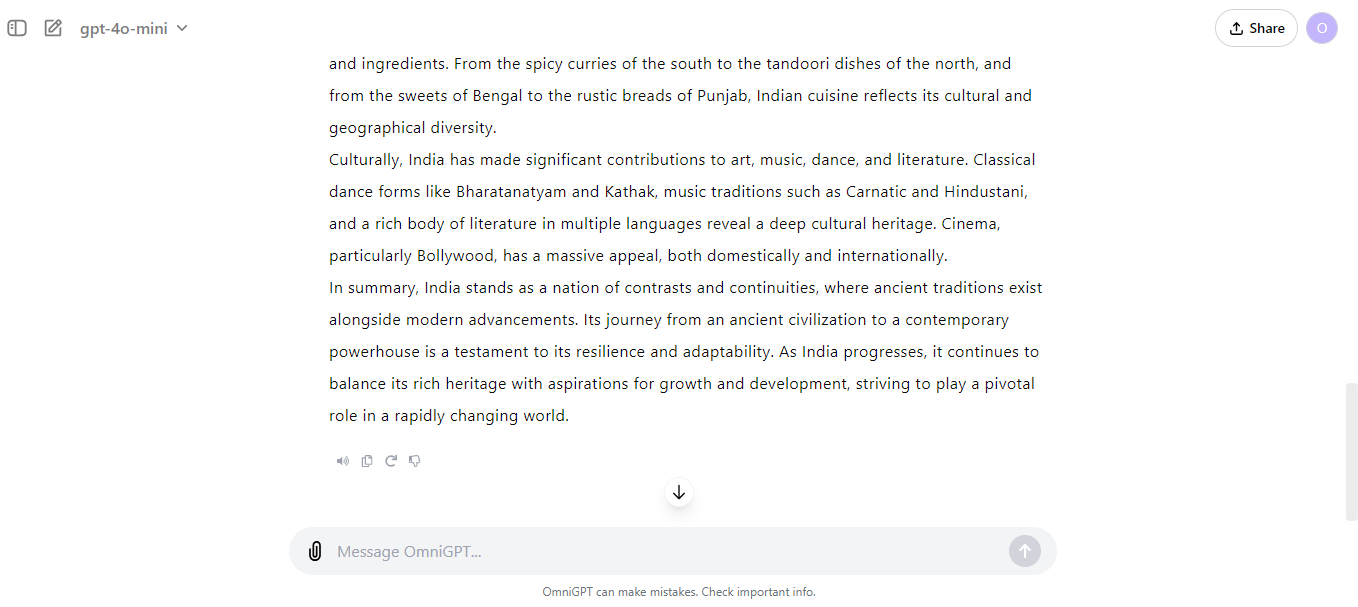 gpt-4o-mini
Share
O
and ingredients. From the spicy curries of the south to the tandoori dishes of the north, and
from the sweets of Bengal to the rustic breads of Punjab, Indian cuisine reflects its cultural and
geographical diversity.
Culturally, India has made significant contributions to art, music, dance, and literature. Classical
dance forms like Bharatanatyam and Kathak, music traditions such as Carnatic and Hindustani,
and a rich body of literature in multiple languages reveal a deep cultural heritage. Cinema,
particularly Bollywood, has a massive appeal, both domestically and internationally.
In summary, India stands as a nation of contrasts and continuities, where ancient traditions exist
alongside modern advancements. Its journey from an ancient civilization to a contemporary
powerhouse is a testament to its resilience and adaptability. As India progresses, it continues to
balance its rich heritage with aspirations for growth and development, striving to play a pivotal
role in a rapidly changing world.
Message OmniGPT...
OmniGPT can make mistakes. Check important info.